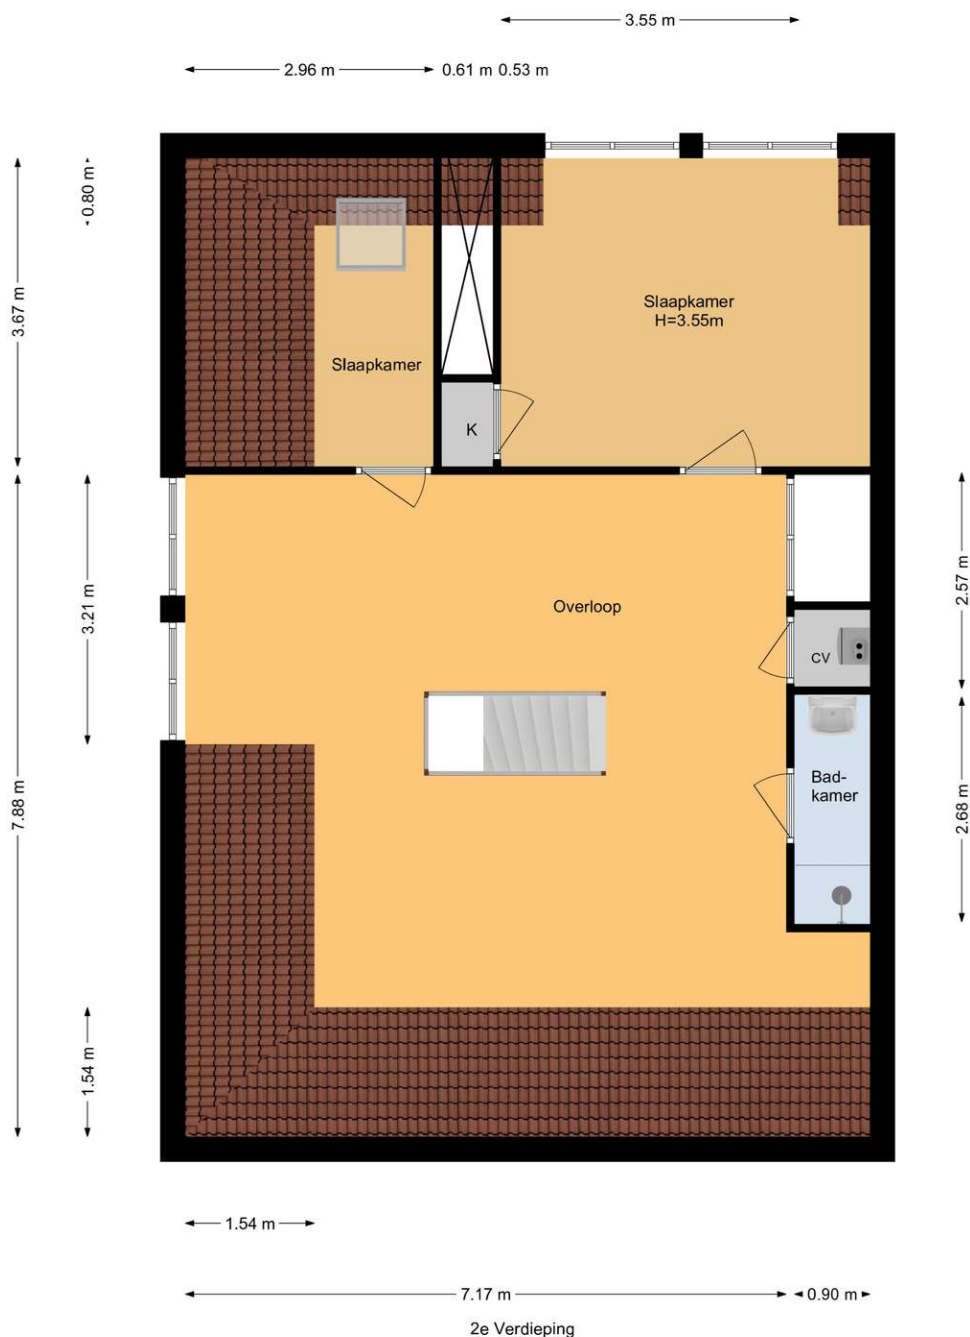 3.55 m
2.96 m
0.61 m 0.53 m
0.80 m
3.67 m
Slaapkamer
H=3.55m
Slaapkamer
K
3.21 m
2.57 m
Overloop
CV
7.88 m
Bad-
kamer
2.68 m
1.54 m
1.54 m
7.17 m
0.90 m
2e Verdieping